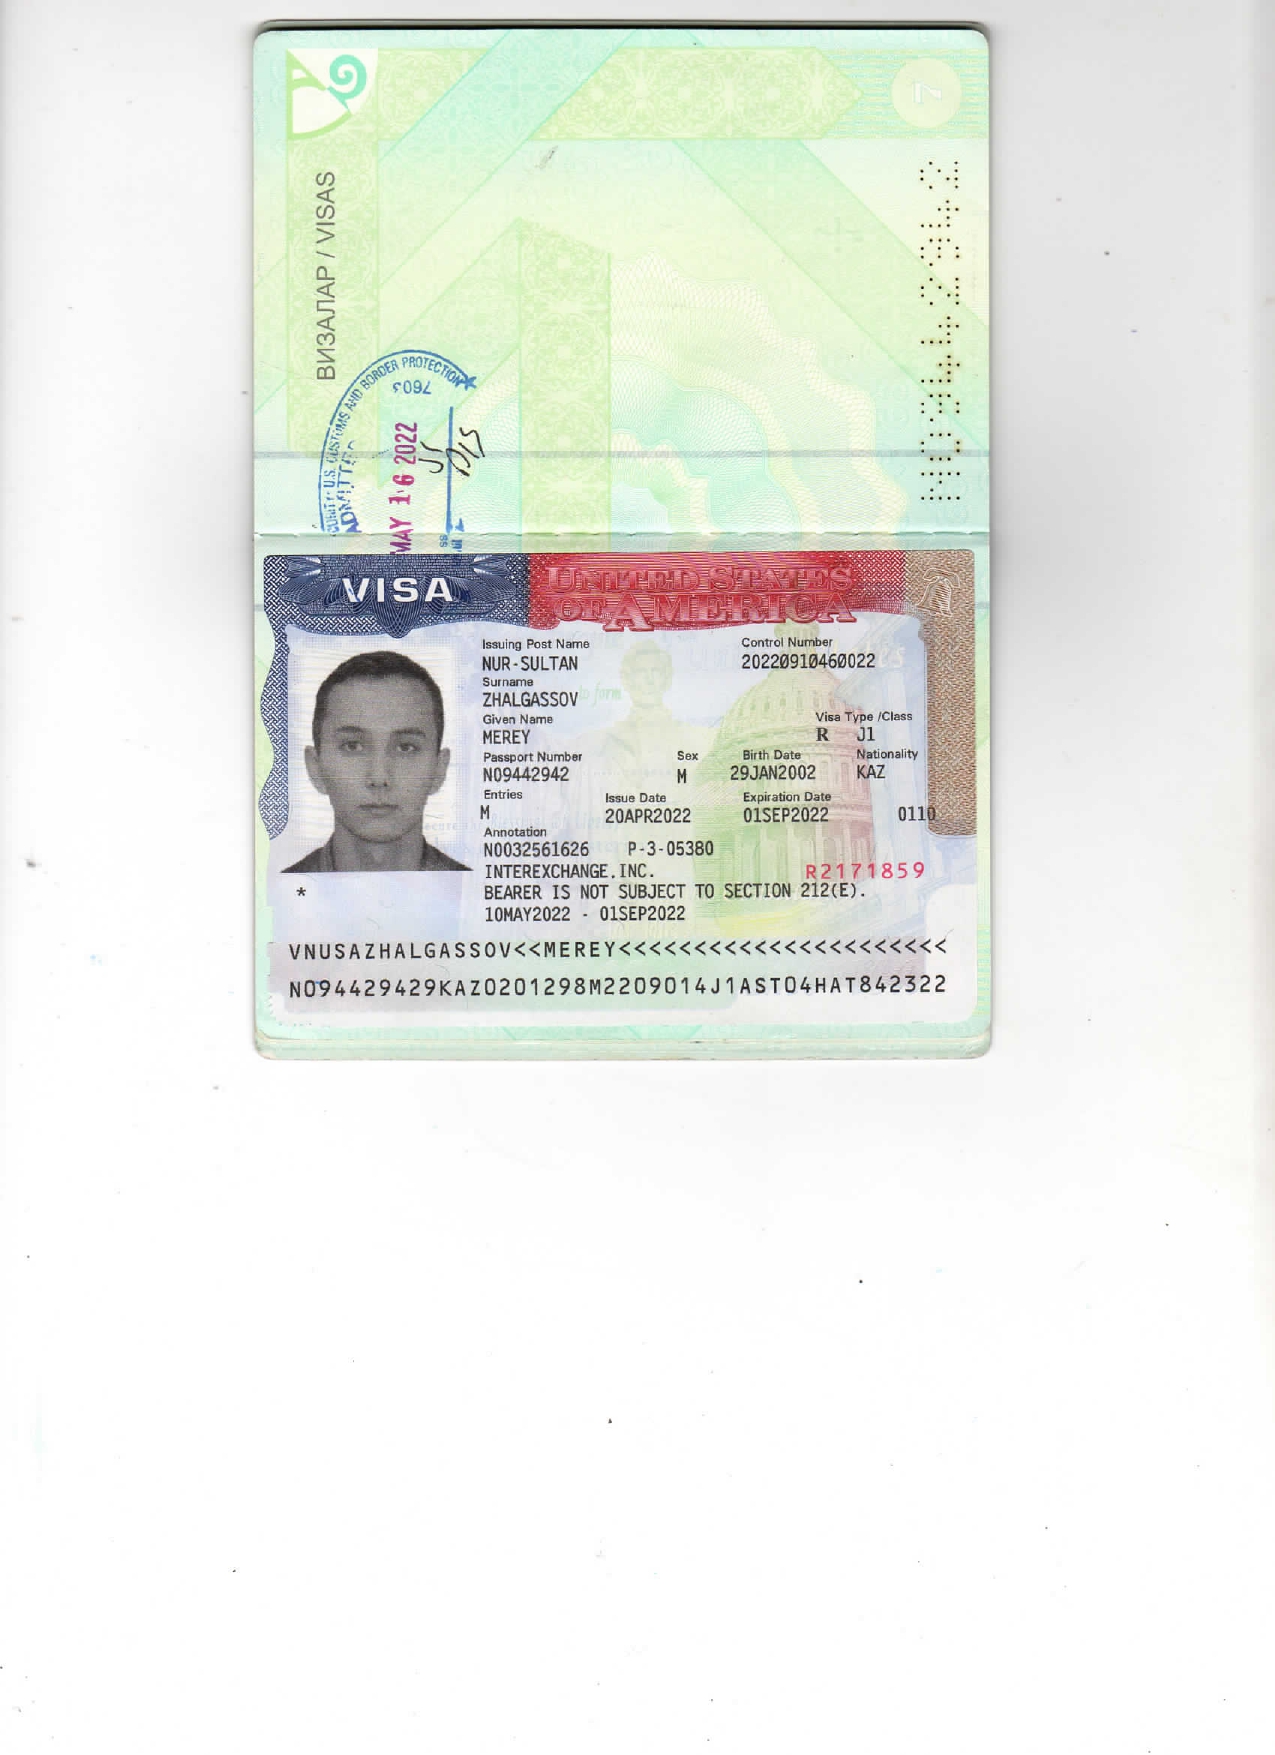 7
ВИЗАЛАР / VISAS
U.S. CUSTOMS AND BORDER PROTECTION
ADMITTED
7603
MAY 16 2022
J1
D/S
N09442942
VISA
UNITED STATES
OF AMERICA
Issuing Post Name Control Number
NUR-SULTAN 20220910460022
Surname
ZHALGASSOV
Given Name Visa Type /Class
MEREY R J1
Passport Number Sex Birth Date Nationality
N09442942 M 29JAN2002 KAZ
Entries Issue Date Expiration Date
M 20APR2022 01SEP2022 0110
Annotation
N0032561626 P-3-05380
INTEREXCHANGE,INC. R2171859
* BEARER IS NOT SUBJECT TO SECTION 212(E).
10MAY2022 - 01SEP2022
VNUSAZHALGASSOV<<MEREY<<<<<<<<<<<<<<<<<<<<<<
N094429429KAZ0201298M2209014J1AST04HAT842322